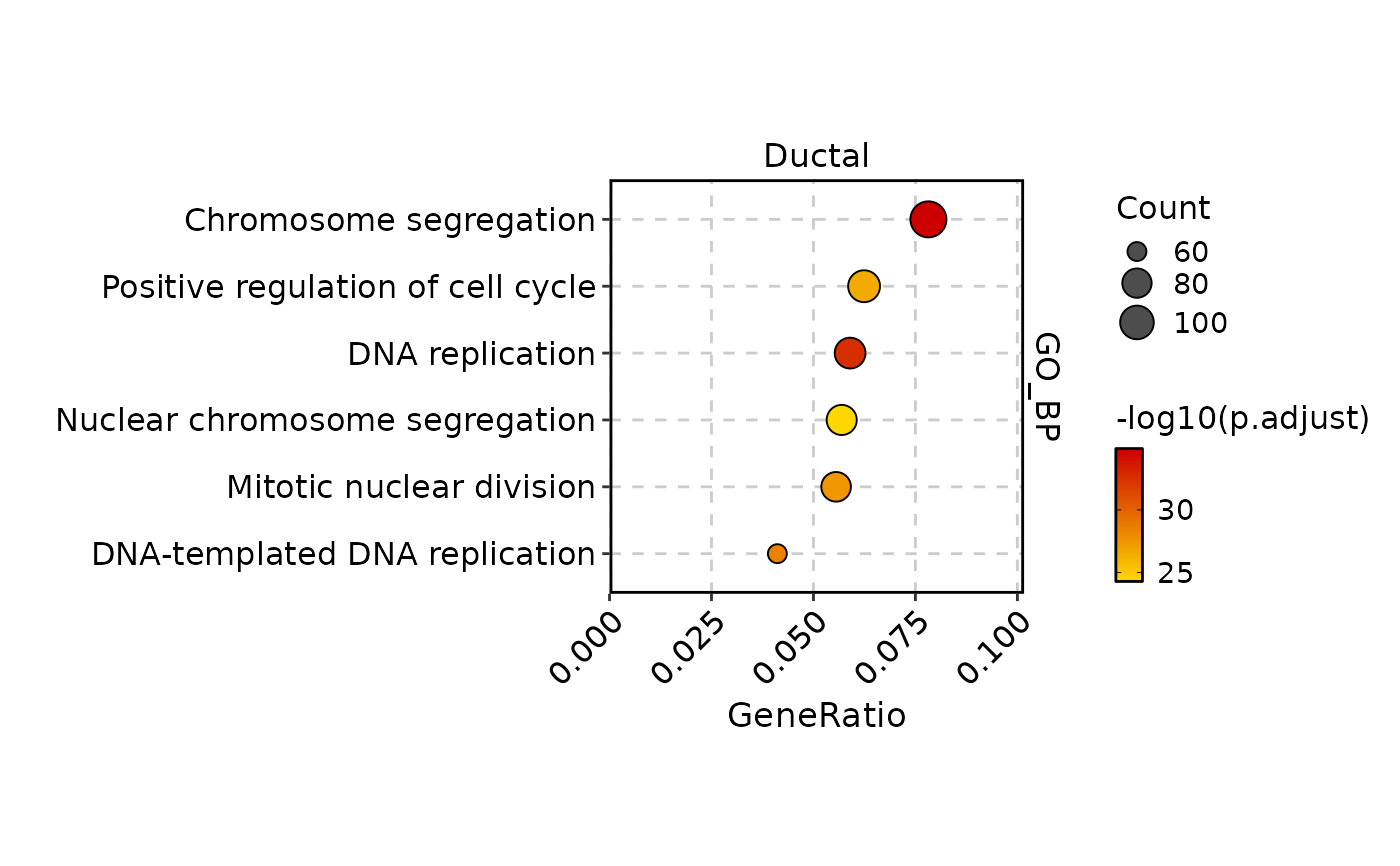 Ductal
Chromosome segregation
Positive regulation of cell cycle
DNA replication
Nuclear chromosome segregation
Mitotic nuclear division
DNA-templated DNA replication
0.000
0.025
0.050
0.075
0.100
GeneRatio
GO_BP
Count
60
80
100
-log10(p.adjust)
30
25